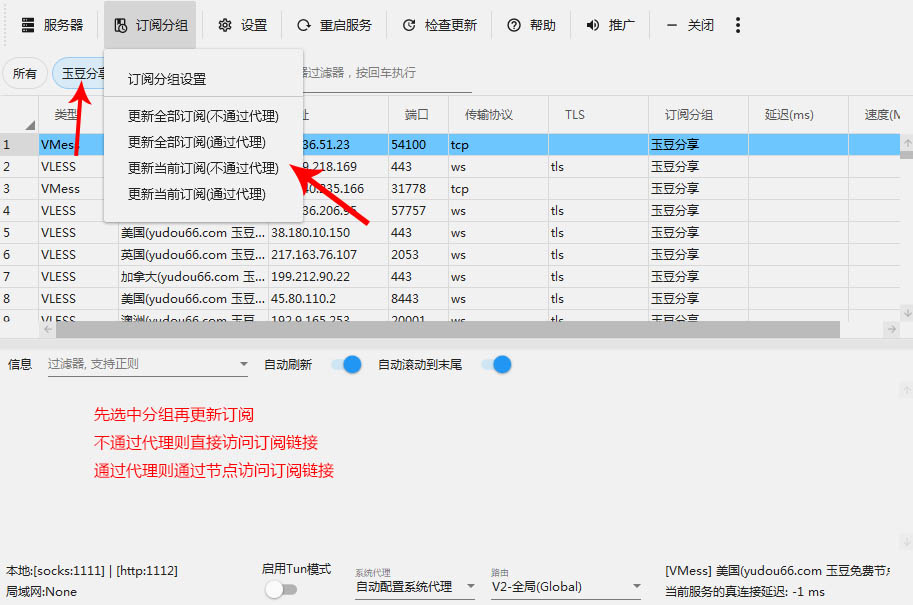 服务器 订阅分组 设置 重启服务 检查更新 帮助 推广 关闭
所有 玉豆分享 过滤器，按回车执行
订阅分组设置
更新全部订阅(不通过代理)
更新全部订阅(通过代理)
更新当前订阅(不通过代理)
更新当前订阅(通过代理)
类型 址 端口 传输协议 TLS 订阅分组 延迟(ms) 速度(M
1 VMess 36.51.23 54100 tcp 玉豆分享
2 VLESS 9.218.169 443 tls 玉豆分享
3 VMess 0.235.166 31778 tcp 玉豆分享
4 VLESS 36.206.95 57757 ws tls 玉豆分享
5 VLESS 美国(yudou66.com 玉豆... 38.180.10.150 443 ws tls 玉豆分享
6 VLESS 英国(yudou66.com 玉豆... 217.163.76.107 2053 ws tls 玉豆分享
7 VLESS 加拿大(yudou66.com 玉... 199.212.90.22 443 ws tls 玉豆分享
8 VLESS 美国(yudou66.com 玉豆... 45.80.110.2 8443 ws tls 玉豆分享
9 VLESS 澳洲(yudou66.com 玉豆... 192.9.165.253 20001 ws tls 玉豆分享
信息 过滤器, 支持正则 自动刷新 自动滚动到末尾
先选中分组再更新订阅
不通过代理则直接访问订阅链接
通过代理则通过节点访问订阅链接
本地:[socks:1111] | [http:1112]
局域网:None
启用Tun模式
系统代理
自动配置系统代理
路由
V2-全局(Global)
[VMess] 美国(yudou66.com 玉豆免费节点
当前服务的真连接延迟: -1 ms